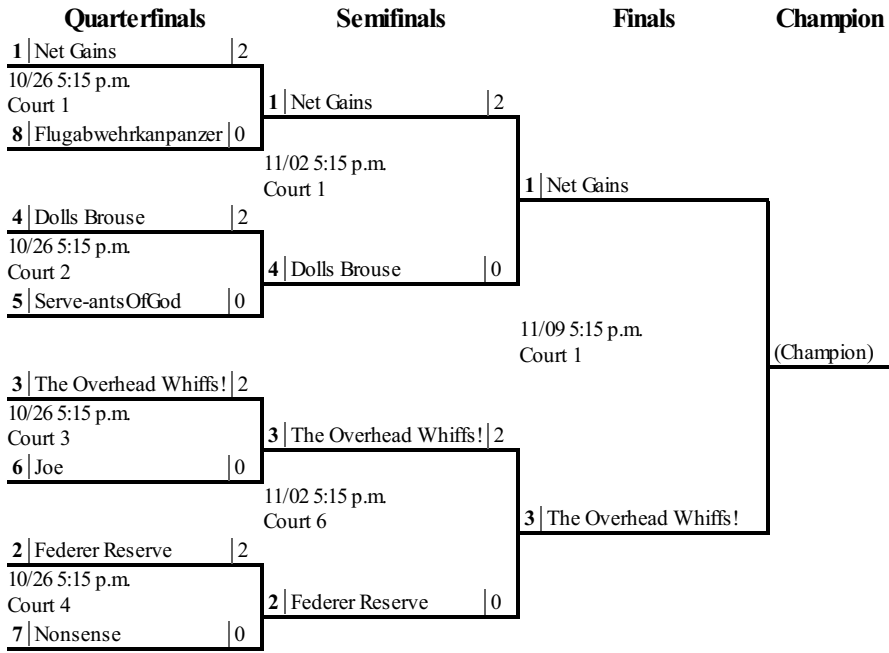 Quarterfinals Semifinals Finals Champion
1 Net Gains 2
10/26 5:15 p.m.
Court 1
8 Flugabwehrkanpanzer 0
1 Net Gains 2
11/02 5:15 p.m.
Court 1
4 Dolls Brouse 2
10/26 5:15 p.m.
Court 2
5 Serve-antsOfGod 0
4 Dolls Brouse 0
1 Net Gains
11/09 5:15 p.m.
Court 1
(Champion)
3 The Overhead Whiffs! 2
10/26 5:15 p.m.
Court 3
6 Joe 0
3 The Overhead Whiffs! 2
11/02 5:15 p.m.
Court 6
3 The Overhead Whiffs!
2 Federer Reserve 2
10/26 5:15 p.m.
Court 4
7 Nonsense 0
2 Federer Reserve 0